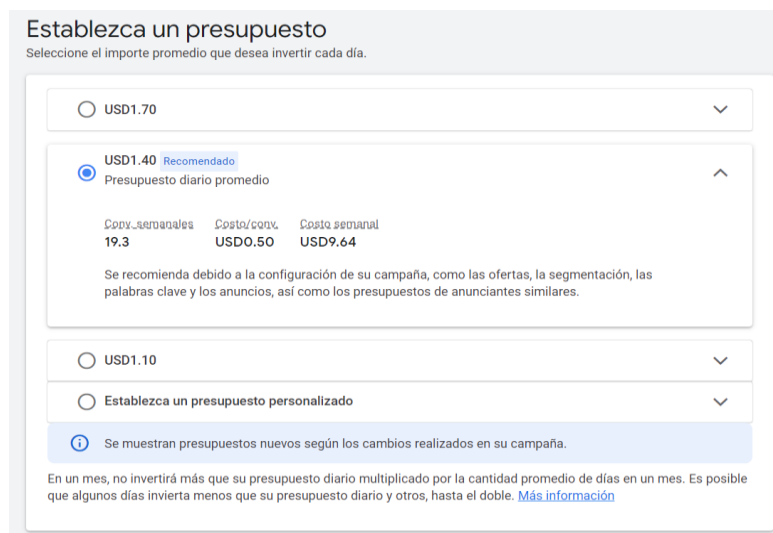 Establezca un presupuesto
Seleccione el importe promedio que desea invertir cada día.
USD1.70
USD1.40 Recomendado
Presupuesto diario promedio
Conv. semanales Costo/conv. Costo semanal
19.3 USD0.50 USD9.64
Se recomienda debido a la configuración de su campaña, como las ofertas, la segmentación, las
palabras clave y los anuncios, así como los presupuestos de anunciantes similares.
USD1.10
Establezca un presupuesto personalizado
Se muestran presupuestos nuevos según los cambios realizados en su campaña.
En un mes, no invertirá más que su presupuesto diario multiplicado por la cantidad promedio de días en un mes. Es posible
que algunos días invierta menos que su presupuesto diario y otros, hasta el doble. Más información